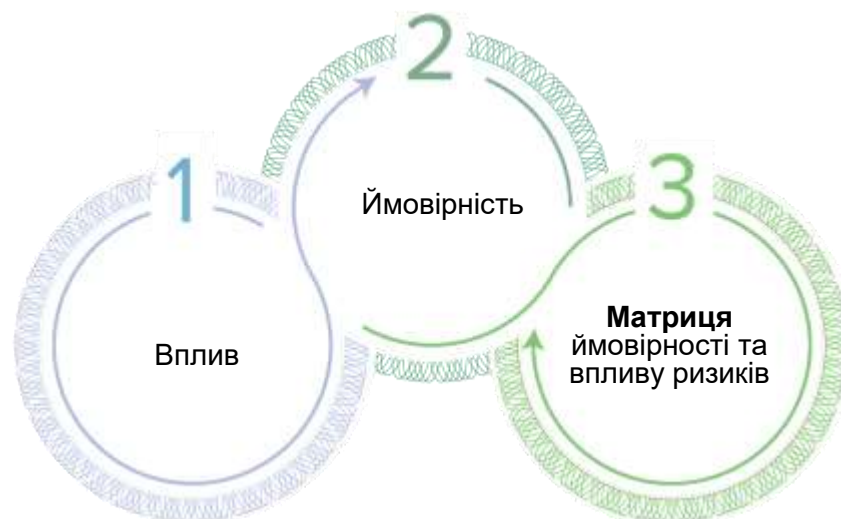 1
Вплив
2
Ймовірність
3
Матриця
ймовірності та
впливу ризиків